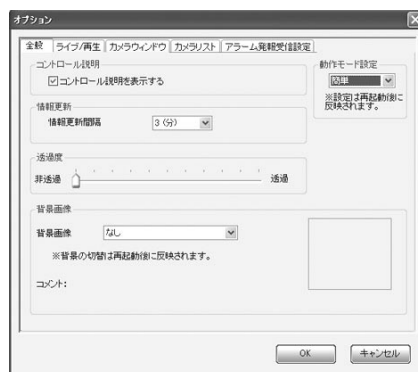 オプション
全般 ライブ/再生 カメラウィンドウ カメラリスト アラーム発報受信設定
コントロール説明
コントロール説明を表示する
動作モード設定
簡単
※設定は再起動後に
反映されます。
情報更新
情報更新間隔 3 (分)
透過度
非透過 透過
背景画像
背景画像 なし
※背景の切替は再起動後に反映されます。
コメント:
OK キャンセル